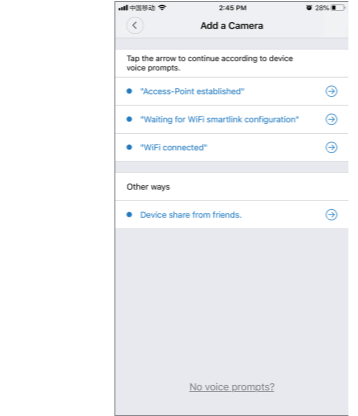 中国移动 2:45 PM 28%
Add a Camera
Tap the arrow to continue according to device
voice prompts.
"Access-Point established"
"Waiting for WiFi smartlink configuration"
"WiFi connected"
Other ways
Device share from friends.
No voice prompts?